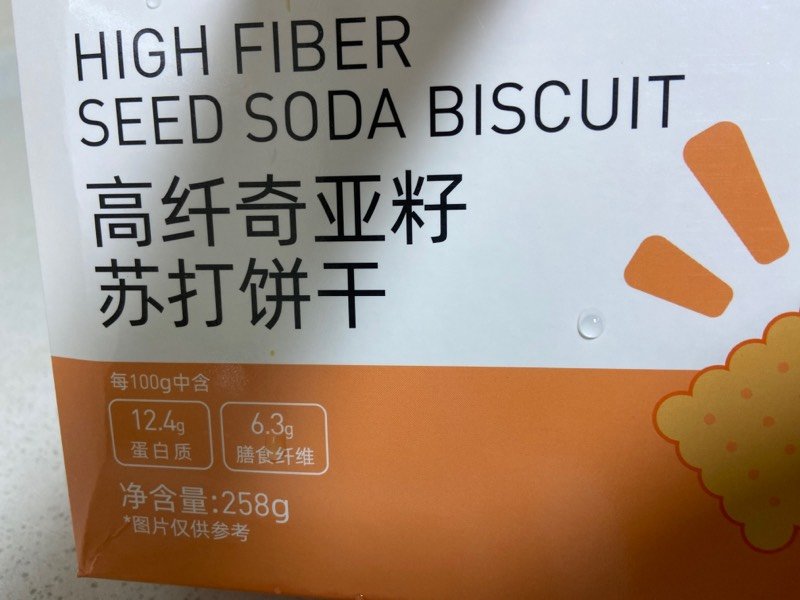 HIGH FIBER
SEED SODA BISCUIT
高纤奇亚籽
苏打饼干
每100g中含
12.4g
蛋白质
6.3g
膳食纤维
净含量:258g
*图片仅供参考